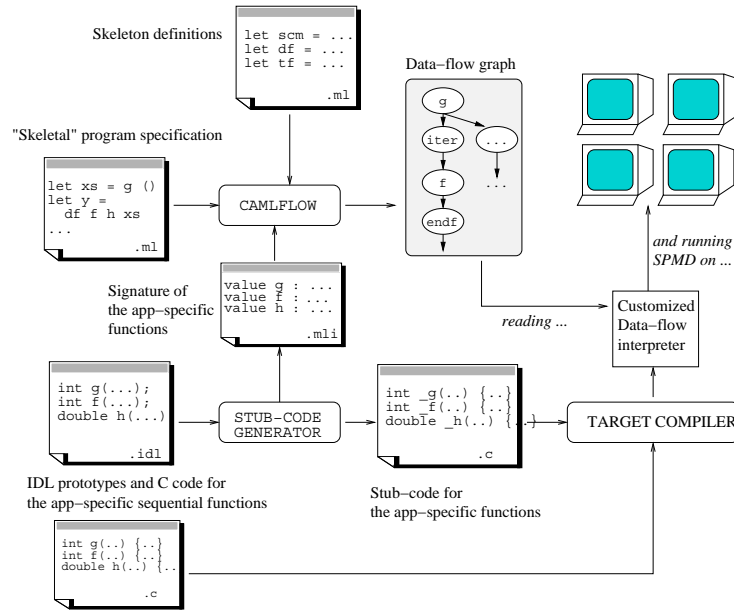 Skeleton definitions
let scm = ...
let df = ...
let tf = ...
.ml
Data−flow graph
g
iter
...
f
...
endf
"Skeletal" program specification
let xs = g ()
let y =
df f h xs
...
.ml
CAMLFLOW
and running
SPMD on ...
Signature of
the app−specific
functions
value g : ...
value f : ...
value h : ...
.mli
reading ...
Customized
Data−flow
interpreter
int g(...);
int f(...);
double h(...)
.idl
STUB-CODE
GENERATOR
int _g(..) {..}
int _f(..) {..}
double _h(..) {..}
.c
TARGET COMPILER
IDL prototypes and C code for
the app−specific sequential functions
Stub−code for
the app−specific functions
int g(..) {..}
int f(..) {..}
double h(..) {..
.c